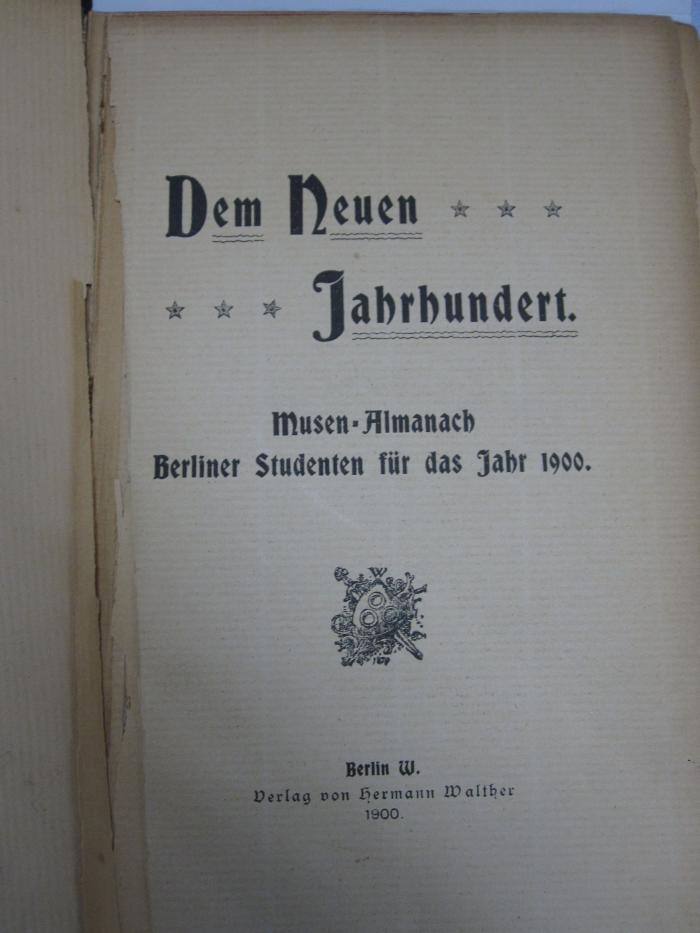 Dem Neuen
Jahrhundert.
Musen-Almanach
Berliner Studenten für das Jahr 1900.
W
Berlin W.
Verlag von Hermann Walther
1900.